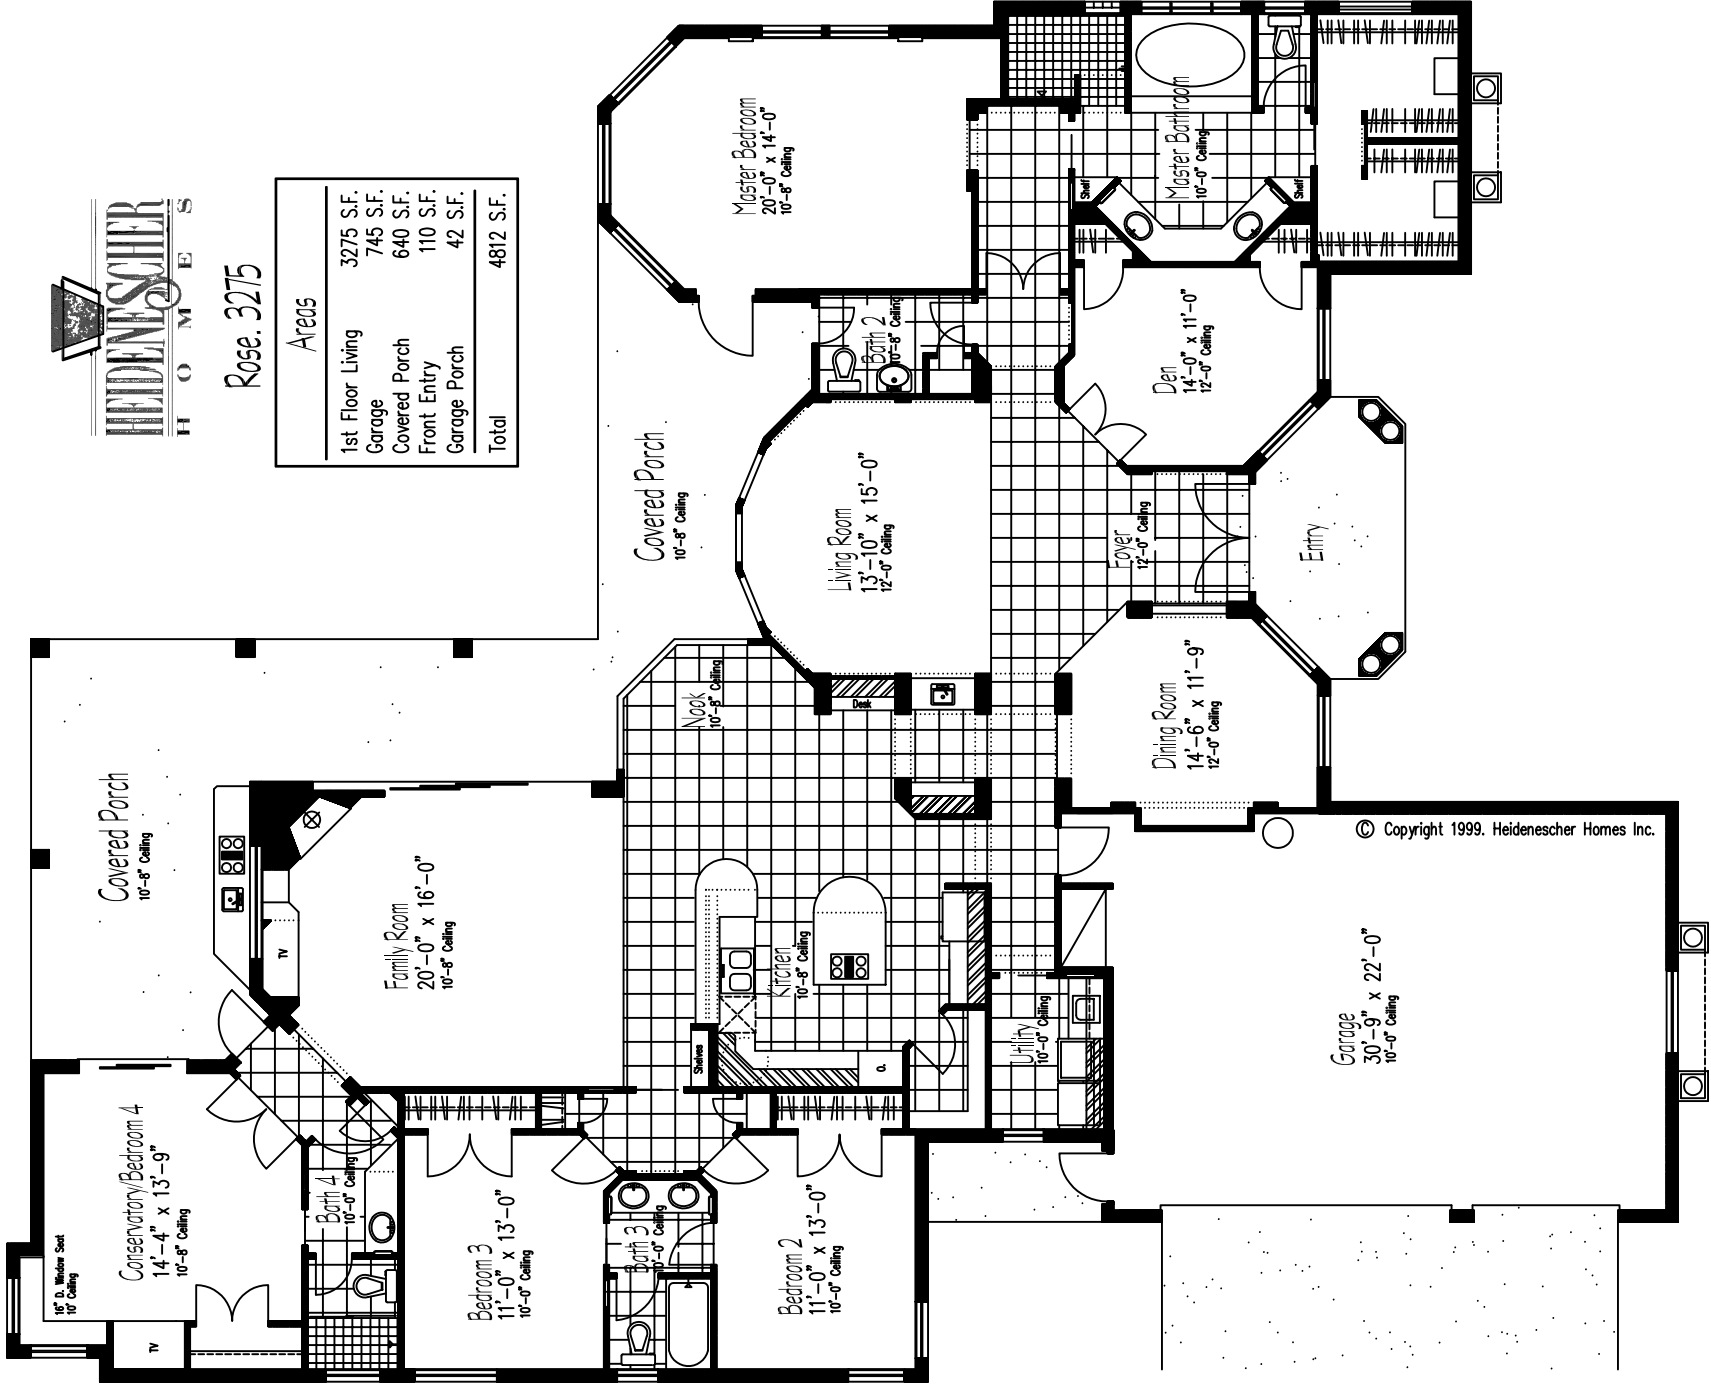 HEIDENESCHER
HOMES
Rose. 3275
Areas
1st Floor Living 3275 S.F.
Garage 745 S.F.
Covered Porch 640 S.F.
Front Entry 110 S.F.
Garage Porch 42 S.F.
Total 4812 S.F.
Master Bedroom
20'-0" x 14'-0"
10'-8" Ceiling
Master Bathroom
10'-0" Ceiling
Shelf
Shelf
Bath 2
10'-8" Ceiling
Den
14'-0" x 11'-0"
12'-0" Ceiling
Covered Porch
10'-8" Ceiling
Living Room
13'-10" x 15'-0"
12'-0" Ceiling
Foyer
12'-0" Ceiling
Entry
Nook
10'-8" Ceiling
Desk
Dining Room
14'-6" x 11'-9"
12'-0" Ceiling
Covered Porch
10'-8" Ceiling
TV
Family Room
20'-0" x 16'-0"
10'-8" Ceiling
Kitchen
10'-8" Ceiling
Shelves
O.
Utility
10'-0" Ceiling
Garage
30'-9" x 22'-0"
10'-0" Ceiling
© Copyright 1999. Heidenescher Homes Inc.
Conservatory/Bedroom 4
14'-4" x 13'-9"
10'-8" Ceiling
16" D. Window Seat
10' Ceiling
TV
Bath 4
10'-0" Ceiling
Bedroom 3
11'-0" x 13'-0"
10'-0" Ceiling
Bath 3
10'-0" Ceiling
Bedroom 2
11'-0" x 13'-0"
10'-0" Ceiling